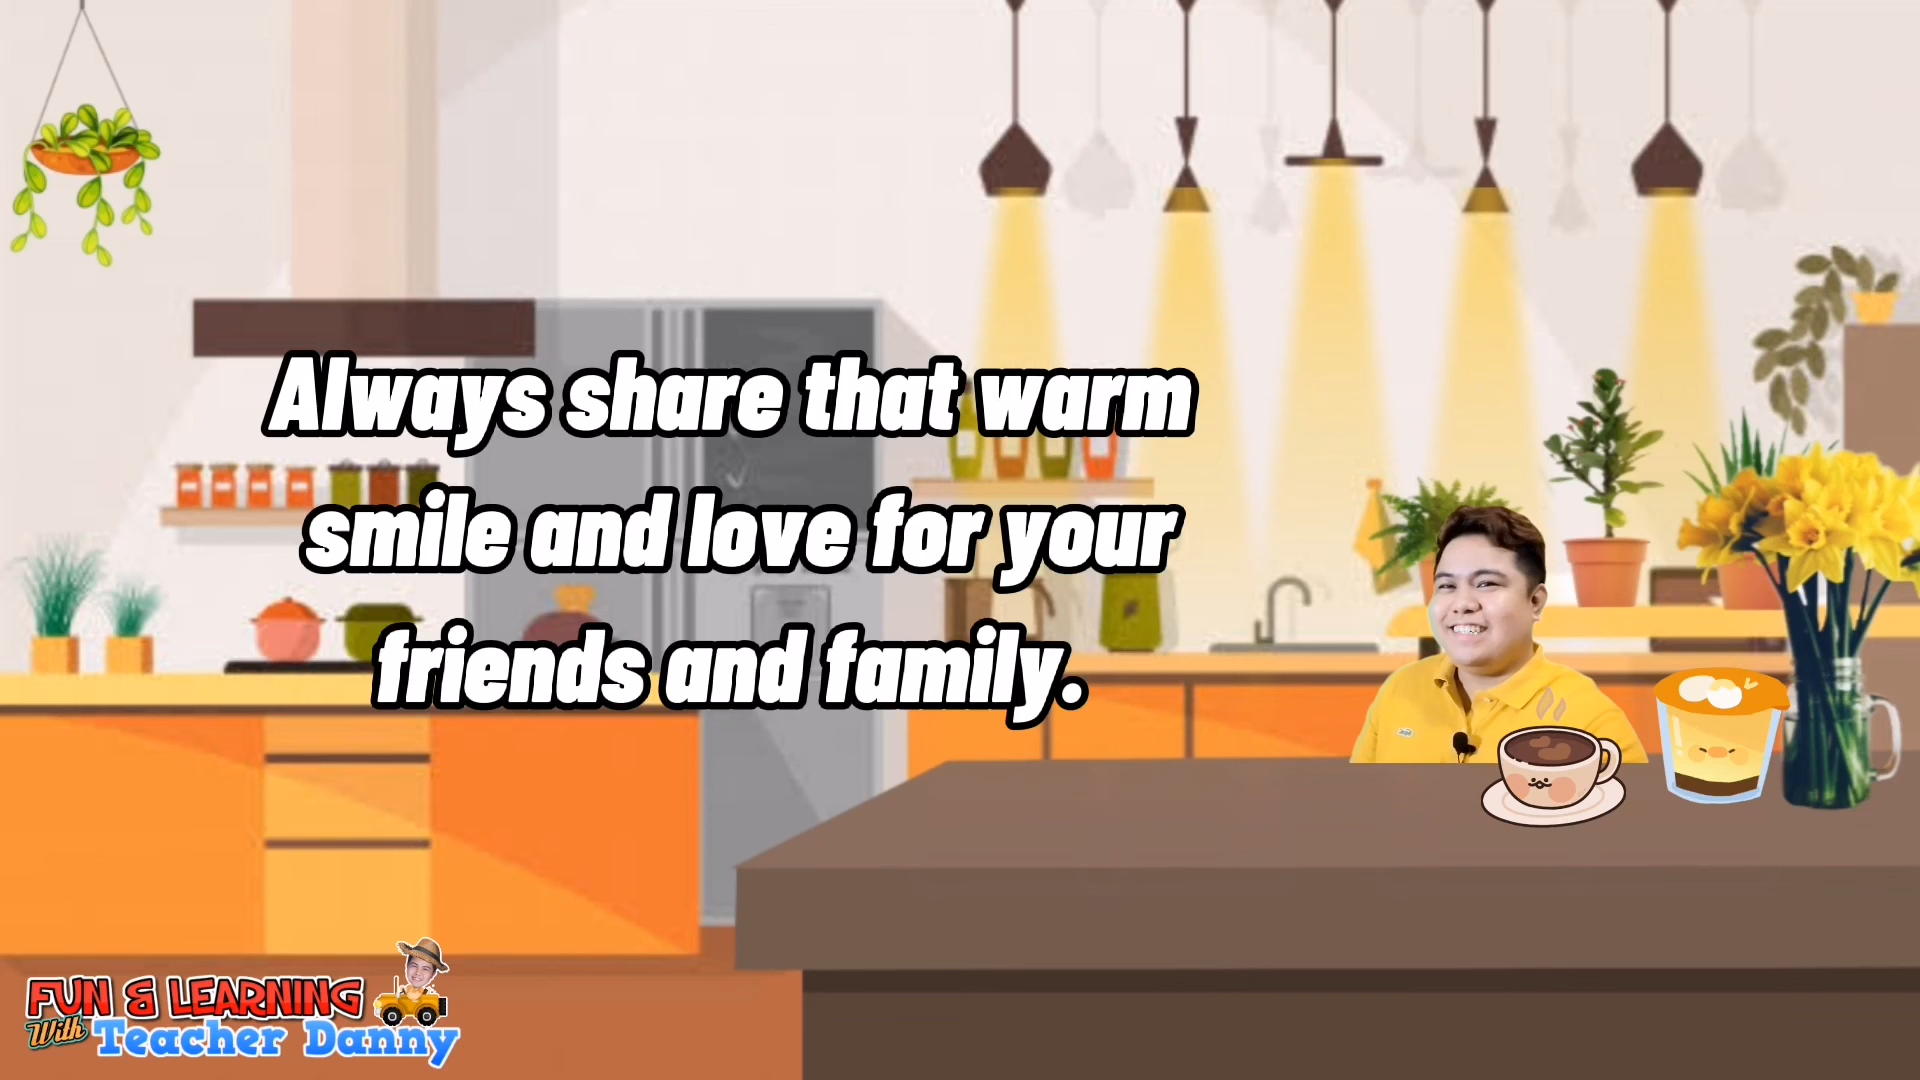 Always share that warm
smile and love for your
friends and family.
FUN & LEARNING
With Teacher Danny